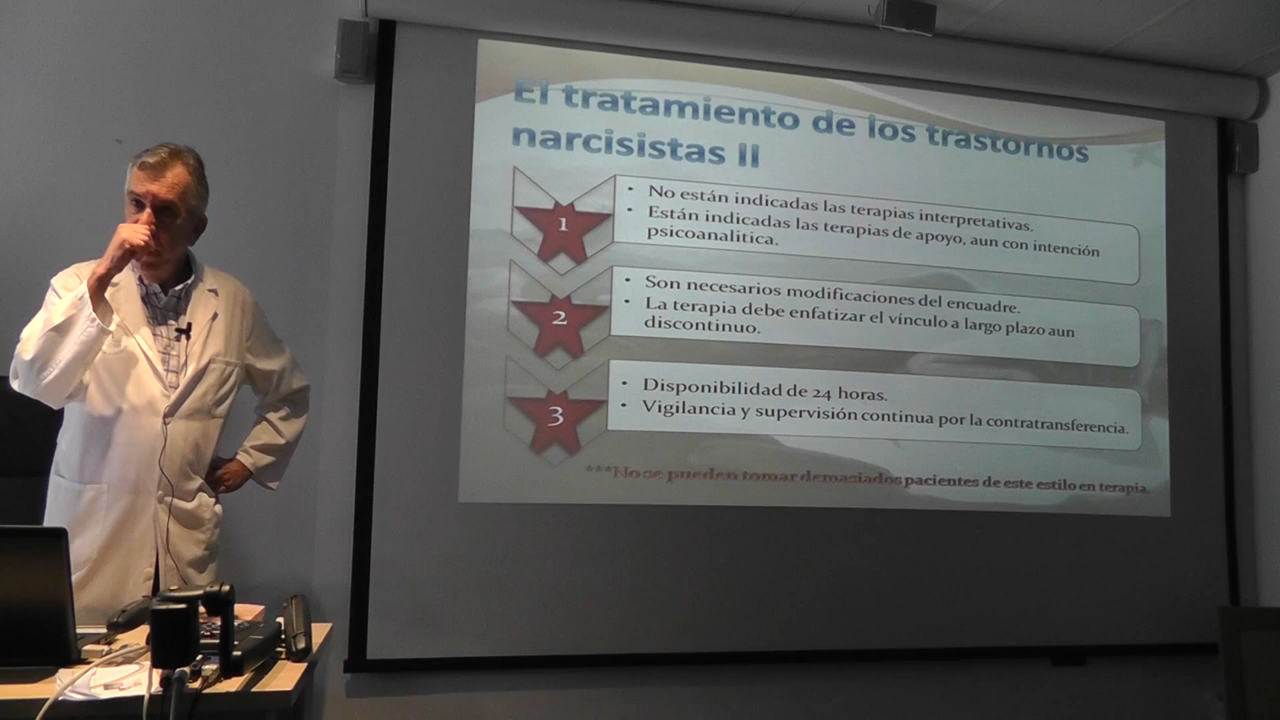 El tratamiento de los trastornos
narcisistas II
1
• No están indicadas las terapias interpretativas.
• Están indicadas las terapias de apoyo, aun con intención
psicoanalitica.
2
• Son necesarios modificaciones del encuadre.
• La terapia debe enfatizar el vínculo a largo plazo aun
discontinuo.
3
• Disponibilidad de 24 horas.
• Vigilancia y supervisión continua por la contratransferencia.
***No se pueden tomar demasiados pacientes de este estilo en terapia.